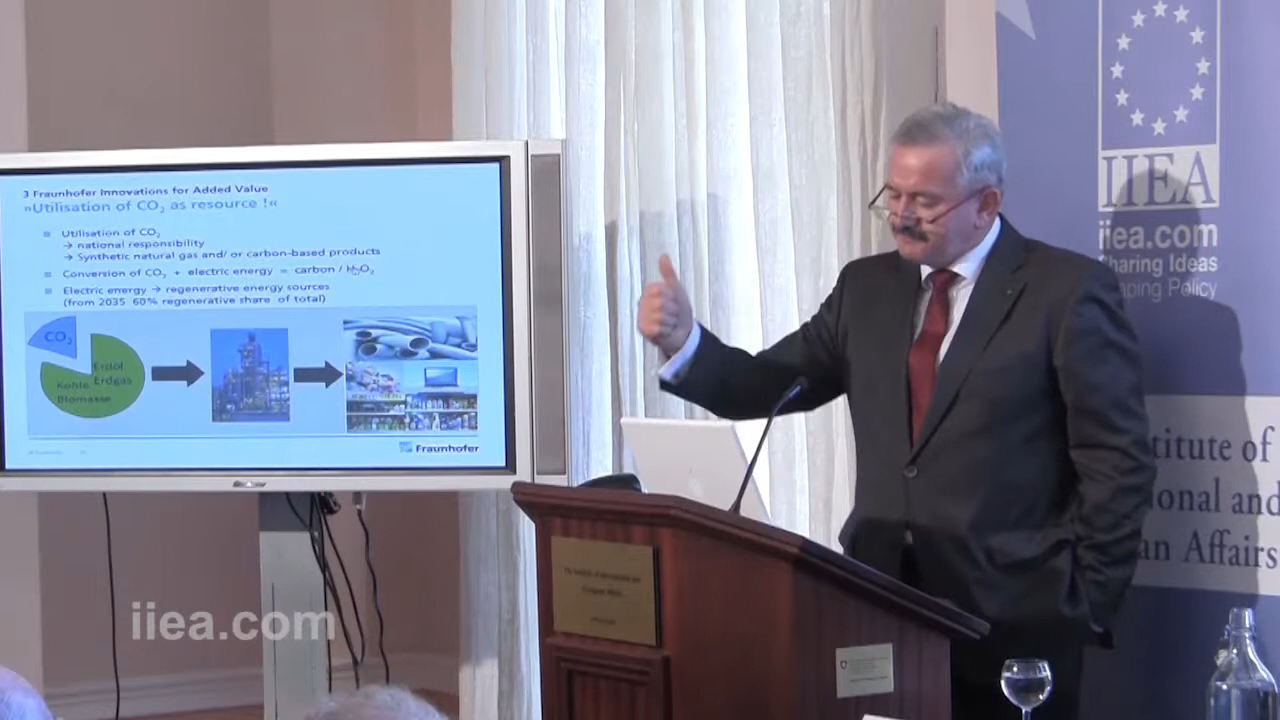 3 Fraunhofer Innovations for Added Value
»Utilisation of CO2 as resource !«
Utilisation of CO2
→ national responsibility
→ Synthetic natural gas and/ or carbon-based products
Conversion of CO2 + electric energy = carbon /
Electric energy → regenerative energy sources
(from 2035 60% regenerative share of total)
CO2
Erdöl
Erdgas
Kohle
Biomasse
Fraunhofer
iiea.com
IIEA
iiea.com
haring Ideas
aping Policy
titute of
ional and
an Affairs